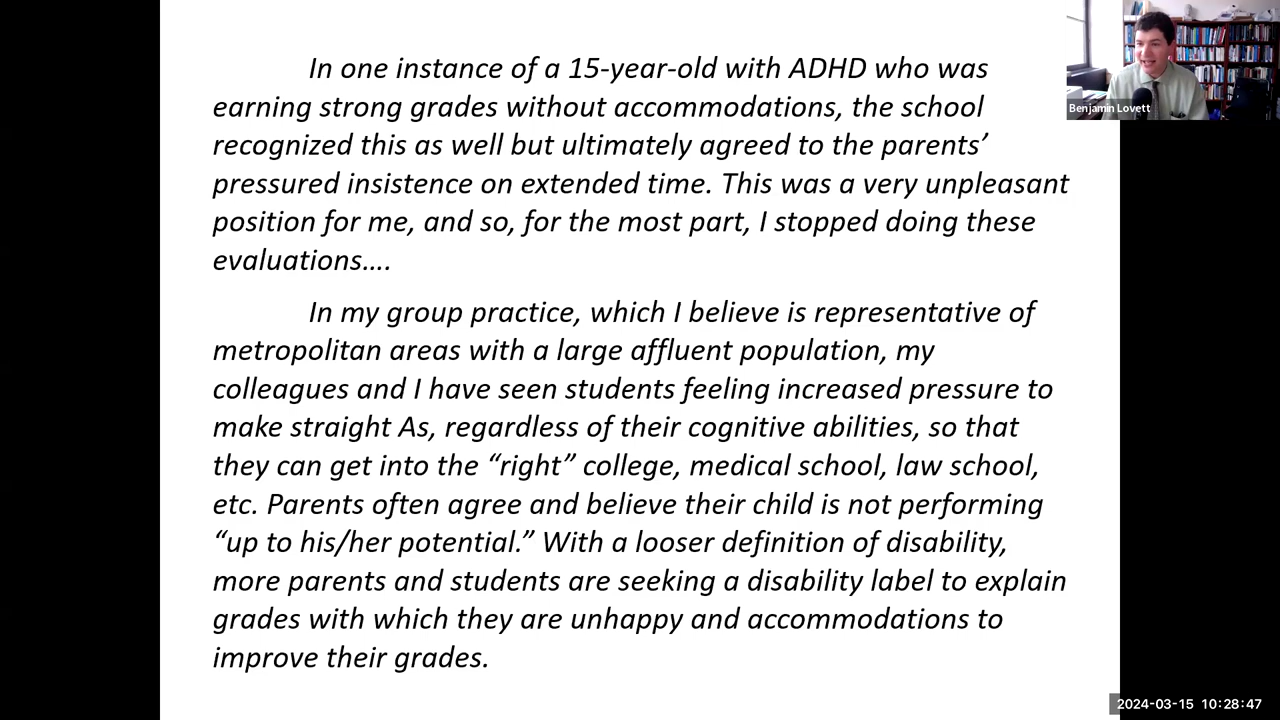 In one instance of a 15-year-old with ADHD who was
earning strong grades without accommodations, the school
recognized this as well but ultimately agreed to the parents’
pressured insistence on extended time. This was a very unpleasant
position for me, and so, for the most part, I stopped doing these
evaluations….
In my group practice, which I believe is representative of
metropolitan areas with a large affluent population, my
colleagues and I have seen students feeling increased pressure to
make straight As, regardless of their cognitive abilities, so that
they can get into the “right” college, medical school, law school,
etc. Parents often agree and believe their child is not performing
“up to his/her potential.” With a looser definition of disability,
more parents and students are seeking a disability label to explain
grades with which they are unhappy and accommodations to
improve their grades.
Benjamin Lovett
2024-03-15 10:28:47